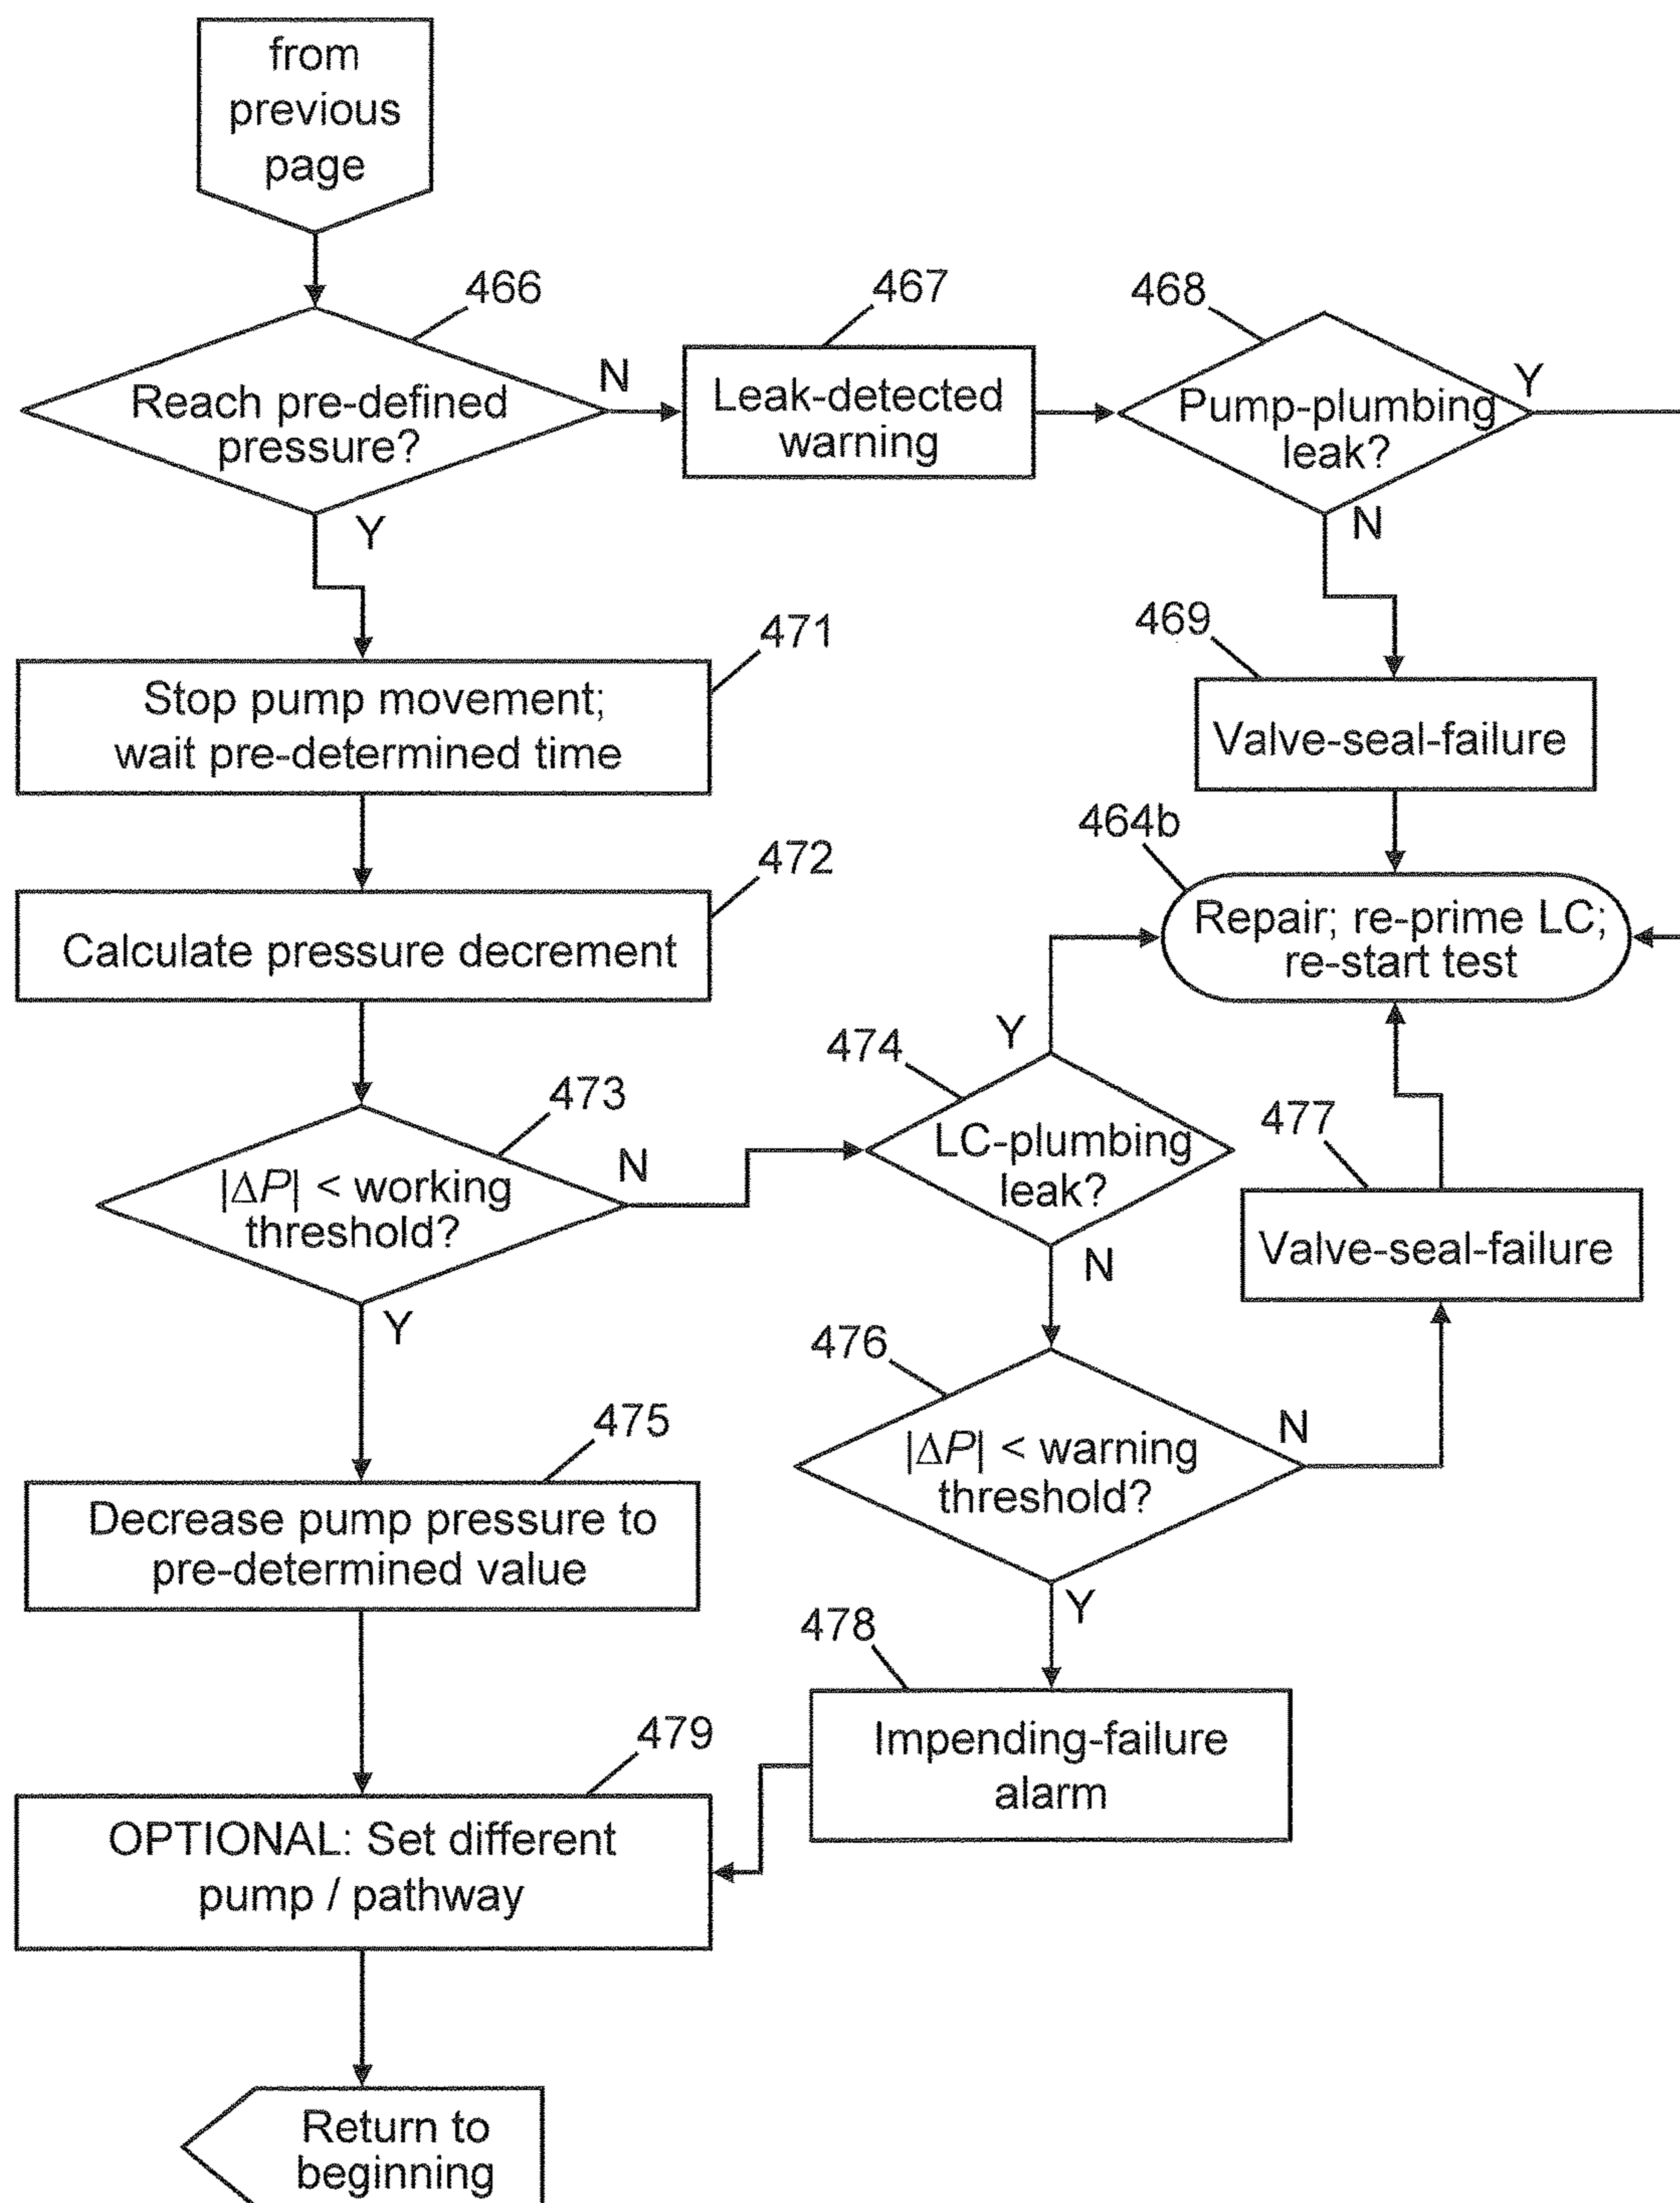 from
previous
page
466
467
468
Reach pre-defined
pressure?
N
Leak-detected
warning
Pump-plumbing
leak?
Y
Y
N
471
469
Stop pump movement;
wait pre-determined time
Valve-seal-failure
464b
472
Calculate pressure decrement
Repair; re-prime LC;
re-start test
Y
474
473
477
|ΔP| < working
threshold?
N
LC-plumbing
leak?
Valve-seal-failure
Y
N
476
475
|ΔP| < warning
threshold?
N
Decrease pump pressure to
pre-determined value
Y
478
479
Impending-failure
alarm
OPTIONAL: Set different
pump / pathway
Return to
beginning